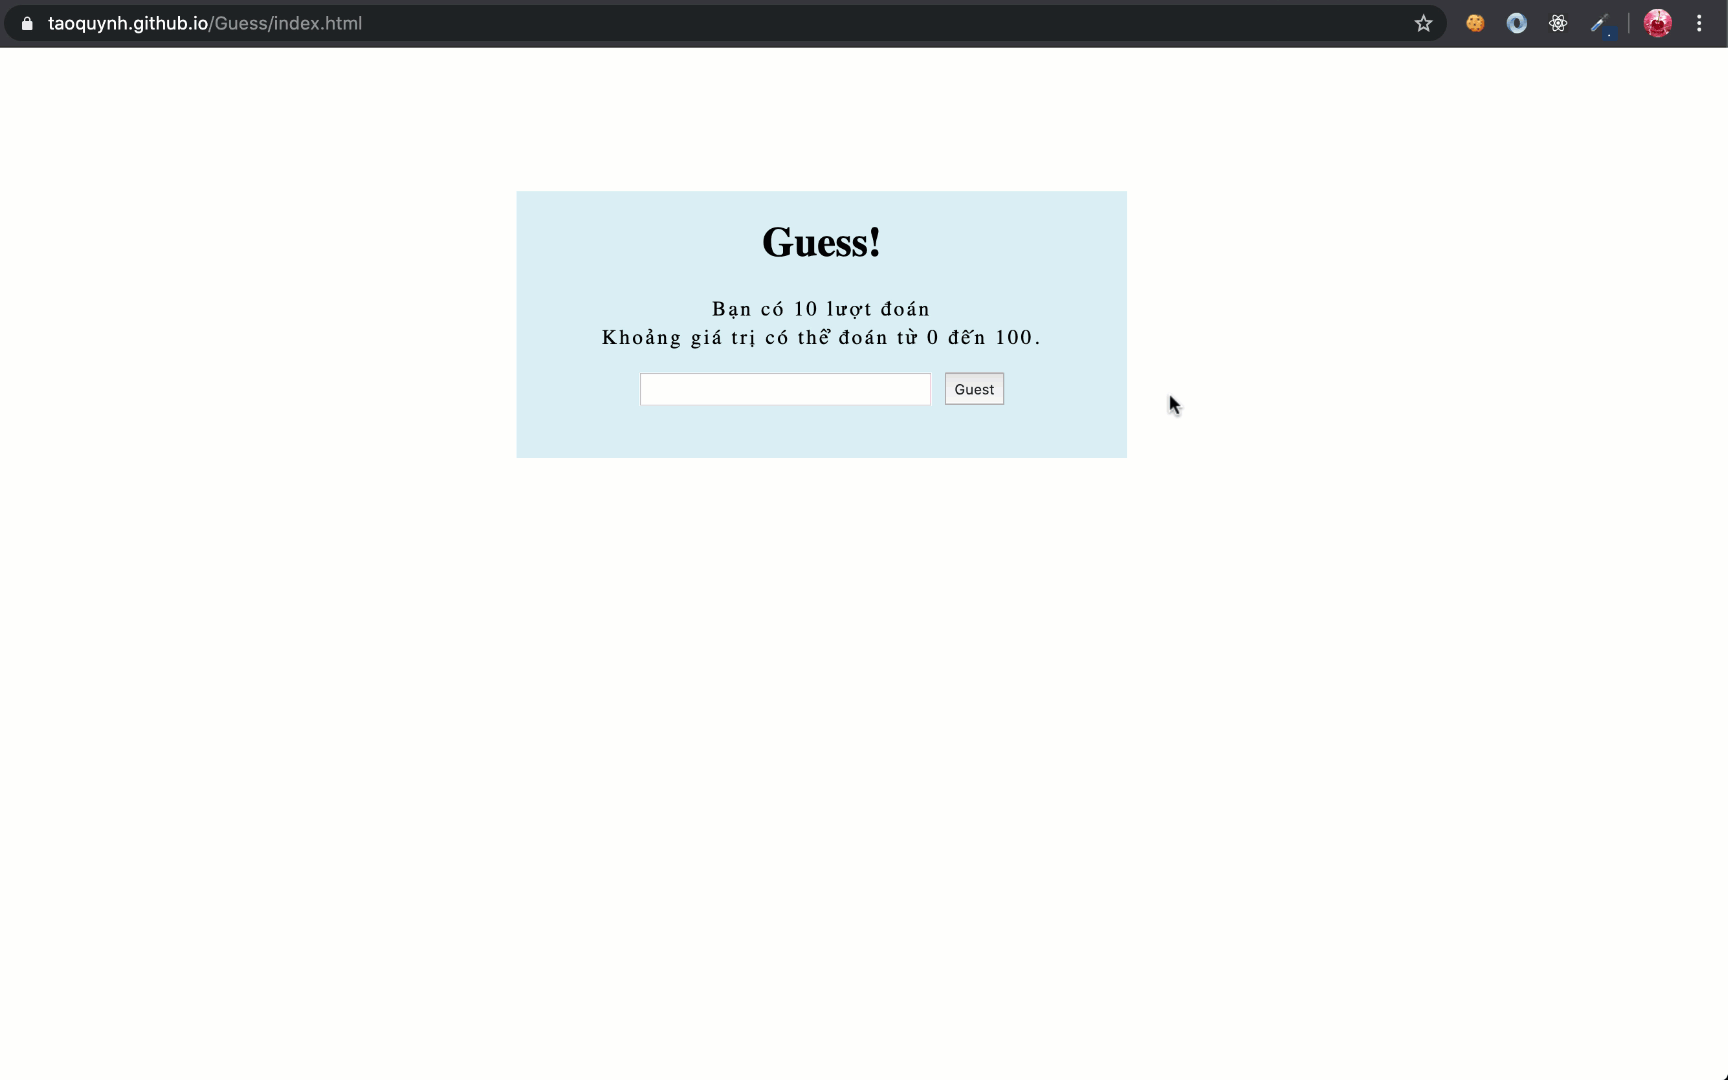 taoquynh.github.io/Guess/index.html
Guess!
Bạn có 10 lượt đoán
Khoảng giá trị có thể đoán từ 0 đến 100.
Guest